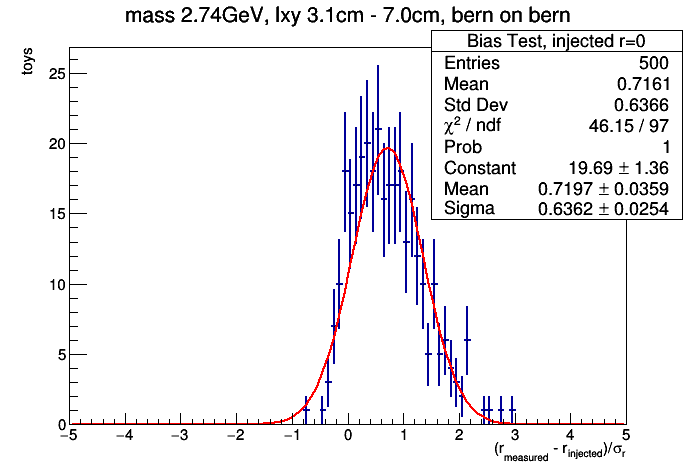 mass 2.74GeV, lxy 3.1cm - 7.0cm, bern on bern
Bias Test, injected r=0
Entries 500
Mean 0.7161
Std Dev 0.6366
χ² / ndf 46.15 / 97
Prob 1
Constant 19.69 ± 1.36
Mean 0.7197 ± 0.0359
Sigma 0.6362 ± 0.0254
toys
25
20
15
10
5
0
−5 −4 −3 −2 −1 0 1 2 3 4 5
(r_measured - r_injected)/σ_r